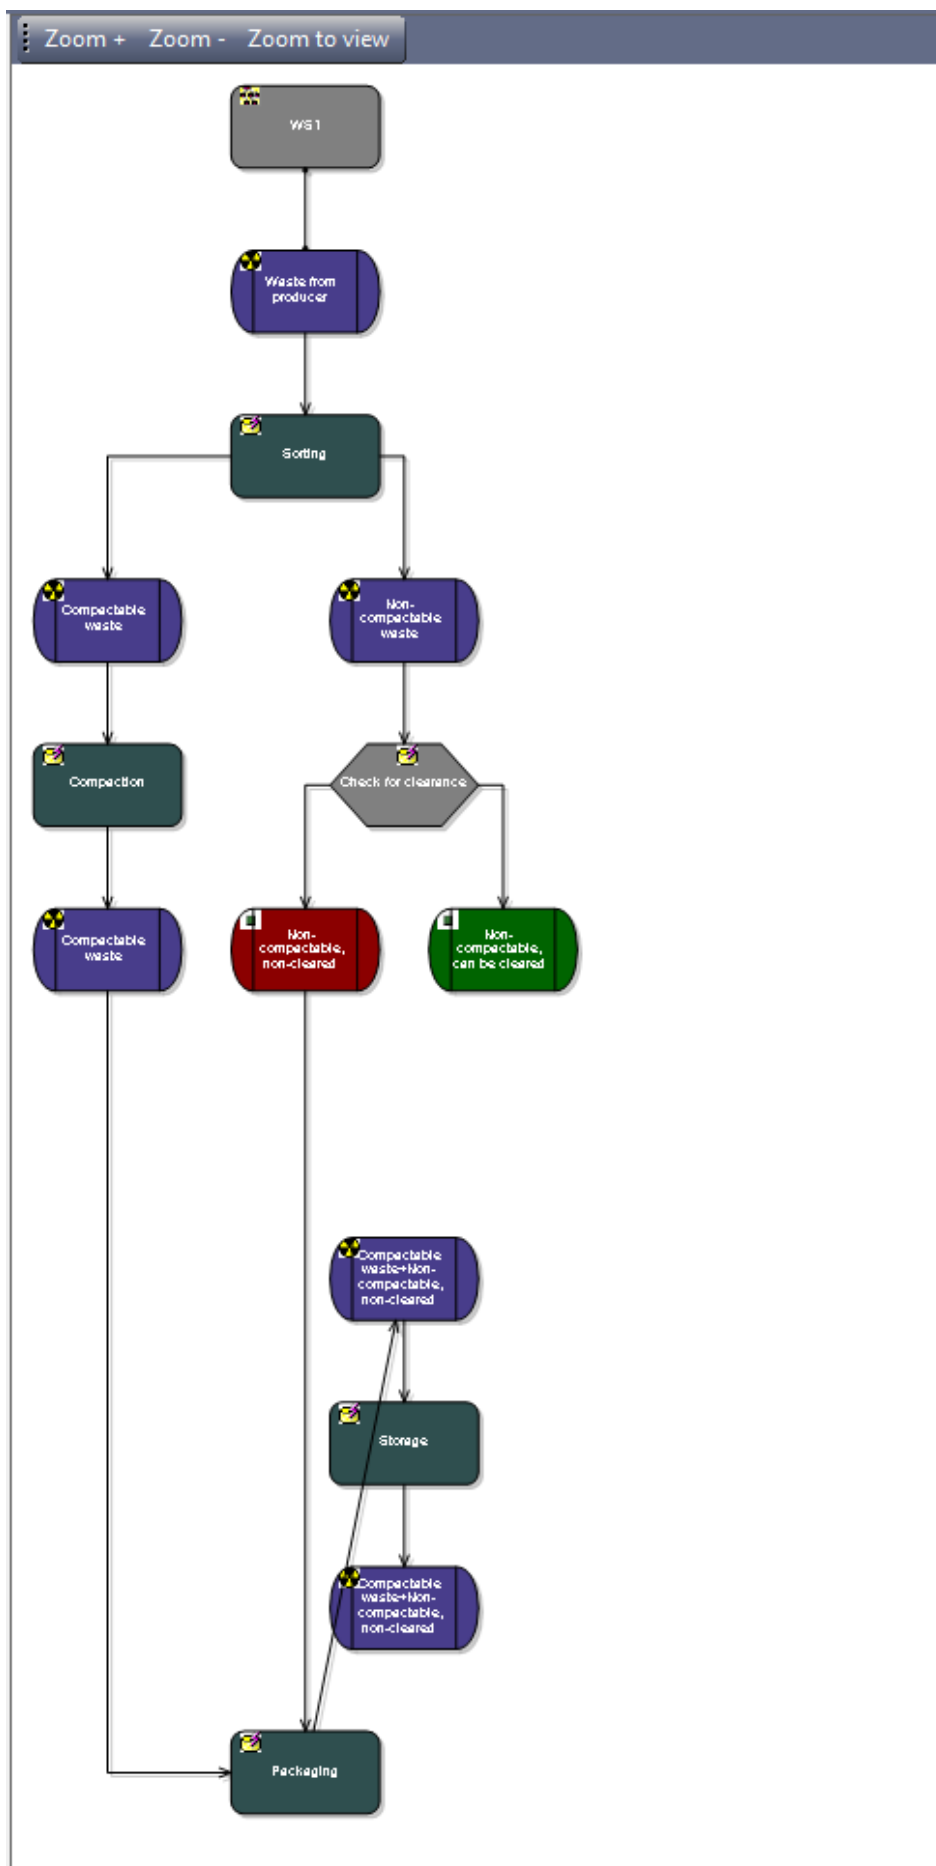 Zoom + Zoom - Zoom to view
WS1
Waste from
producer
Sorting
Compactable
waste
Non-
compactable
waste
Compaction
Check for clearance
Compactable
waste
Non-
compactable,
non-cleared
Non-
compactable,
can be cleared
Compactable
waste+Non-
compactable,
non-cleared
Storage
Compactable
waste+Non-
compactable,
non-cleared
Packaging